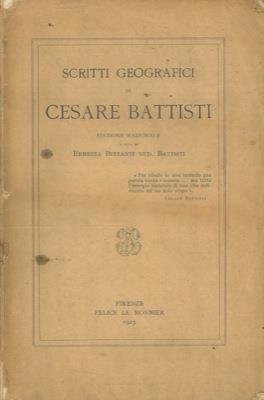 SCRITTI GEOGRAFICI
DI
CESARE BATTISTI
EDIZIONE NAZIONALE
A CURA DI
ERNESTA BITTANTI VED. BATTISTI
CESARE BATTISTI
FIRENZE
FELICE LE MONNIER
1923